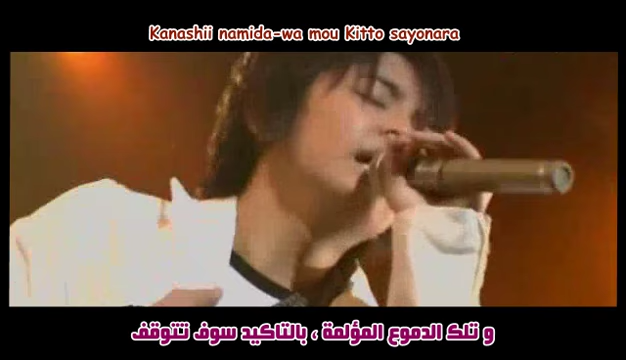 Kanashii namida-wa mou Kitto sayonara
و تلك الدموع المؤلمة ، بالتاكيد سوف تتوقف